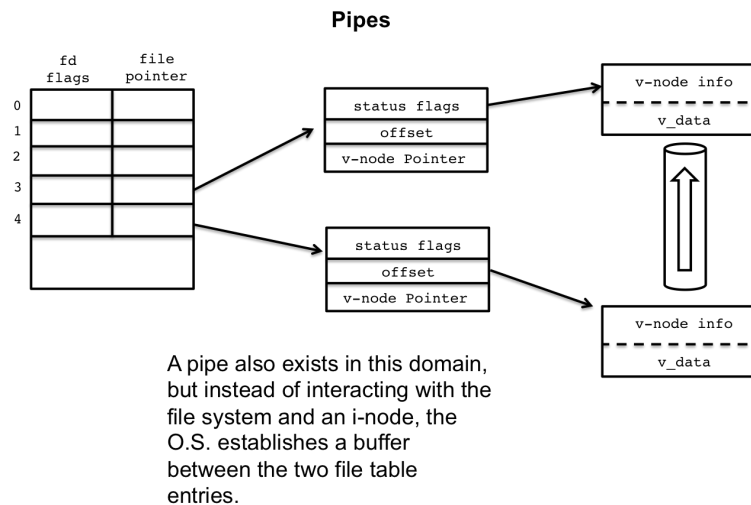 Pipes
fd
flags
file
pointer
0
1
2
3
4
status flags
offset
v-node Pointer
v-node info
v_data
status flags
offset
v-node Pointer
v-node info
v_data
A pipe also exists in this domain,
but instead of interacting with the
file system and an i-node, the
O.S. establishes a buffer
between the two file table
entries.